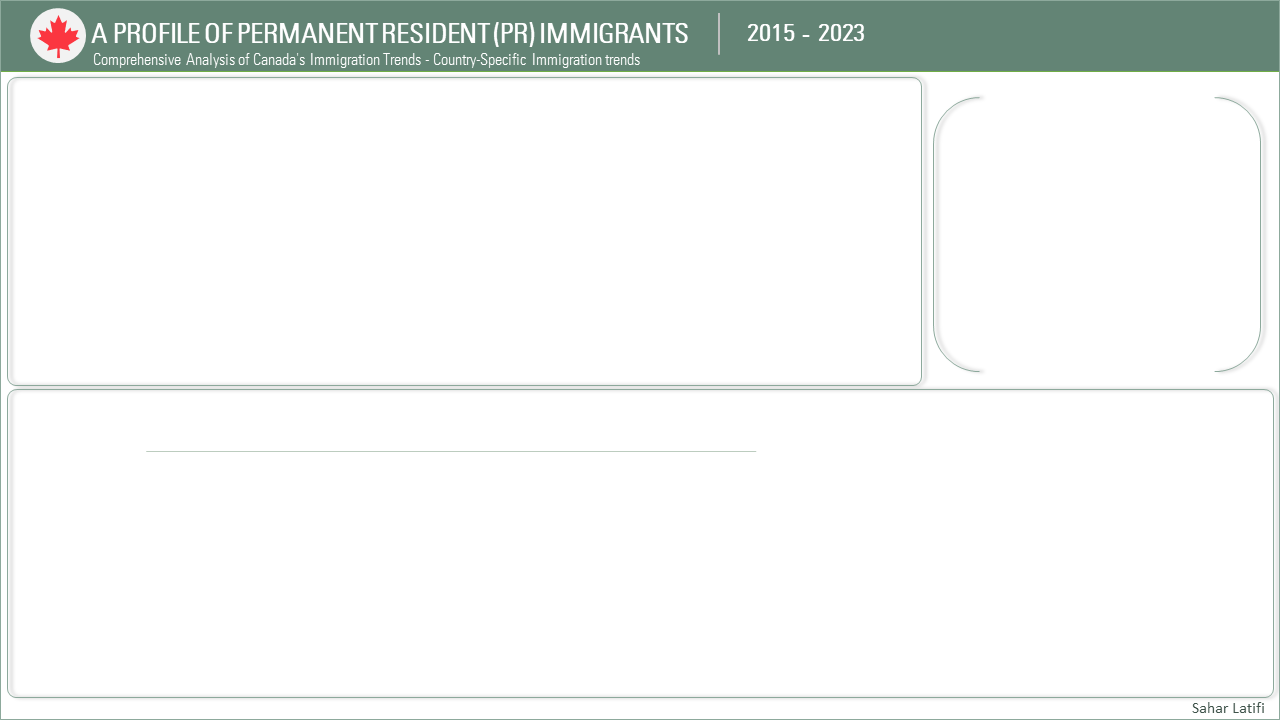 A PROFILE OF PERMANENT RESIDENT (PR) IMMIGRANTS
2015 - 2023
Comprehensive Analysis of Canada's Immigration Trends - Country-Specific Immigration trends
Sahar Latifi